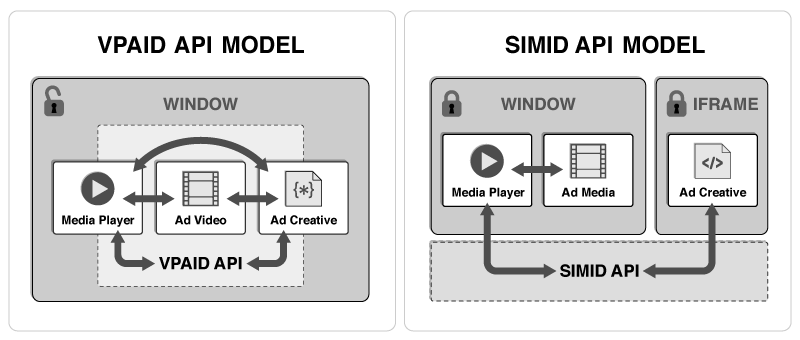 VPAID API MODEL
WINDOW
Media Player
Ad Video
{*}
Ad Creative
VPAID API
SIMID API MODEL
WINDOW
IFRAME
</>
Media Player
Ad Media
Ad Creative
SIMID API